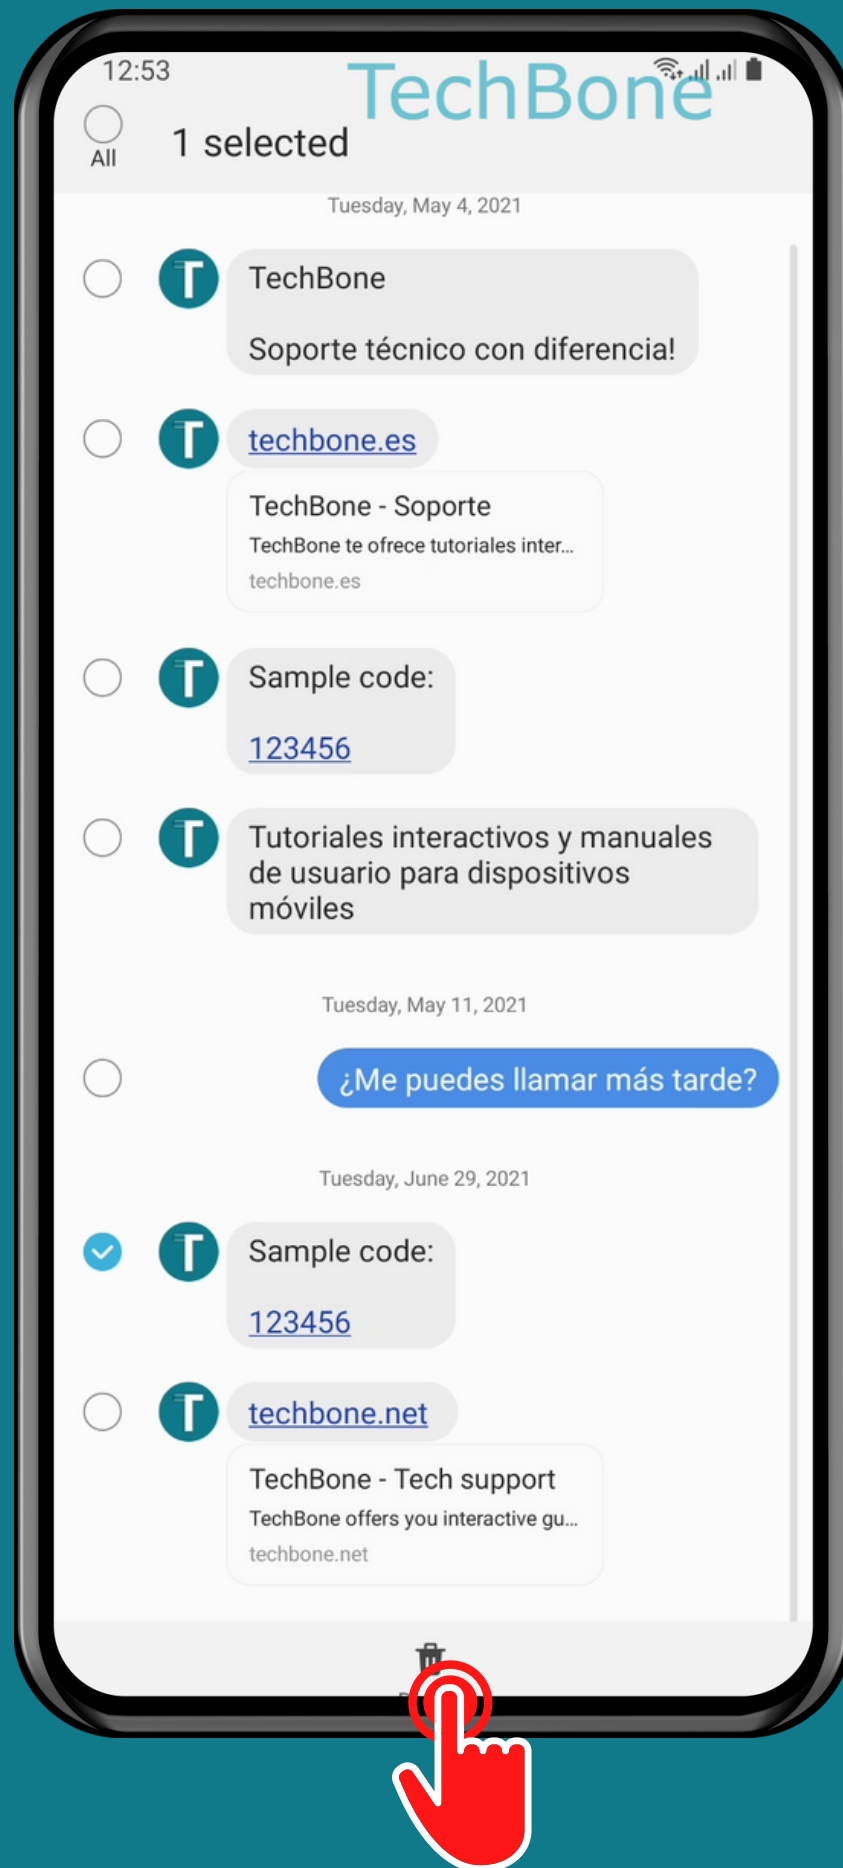 12:53
TechBone
All
1 selected
Tuesday, May 4, 2021
TechBone
Soporte técnico con diferencia!
techbone.es
TechBone - Soporte
TechBone te ofrece tutoriales inter...
techbone.es
Sample code:
123456
Tutoriales interactivos y manuales
de usuario para dispositivos
móviles
Tuesday, May 11, 2021
¿Me puedes llamar más tarde?
Tuesday, June 29, 2021
Sample code:
123456
techbone.net
TechBone - Tech support
TechBone offers you interactive gu...
techbone.net